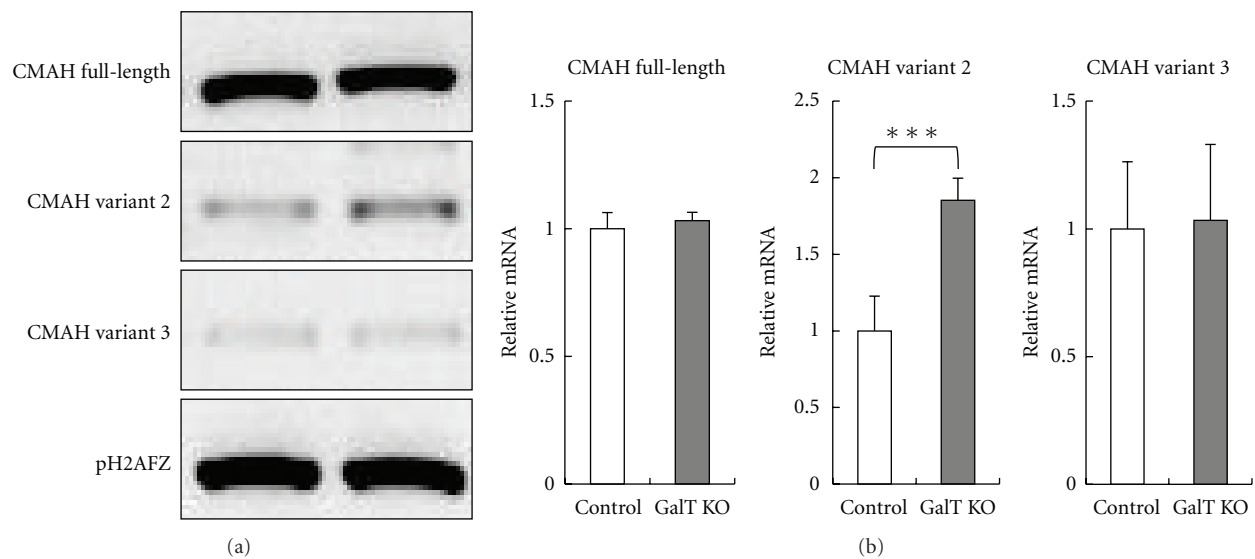 CMAH full-length
CMAH variant 2
CMAH variant 3
pH2AFZ
(a)
CMAH full-length
Relative mRNA
1.5
1
0.5
0
Control GalT KO
CMAH variant 2
Relative mRNA
2.5
2
1.5
1
0.5
0
***
Control GalT KO
CMAH variant 3
Relative mRNA
1.5
1
0.5
0
Control GalT KO
(b)